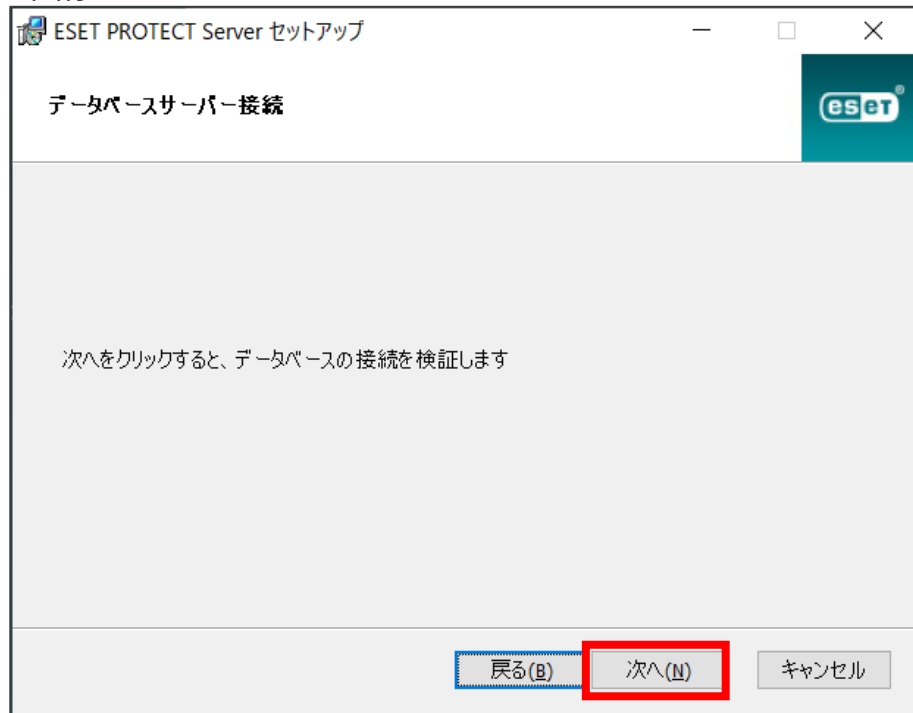 ESET PROTECT Server セットアップ
データベースサーバー接続
eset®
次へをクリックすると、データベースの接続を検証します
戻る(B)
次へ(N)
キャンセル